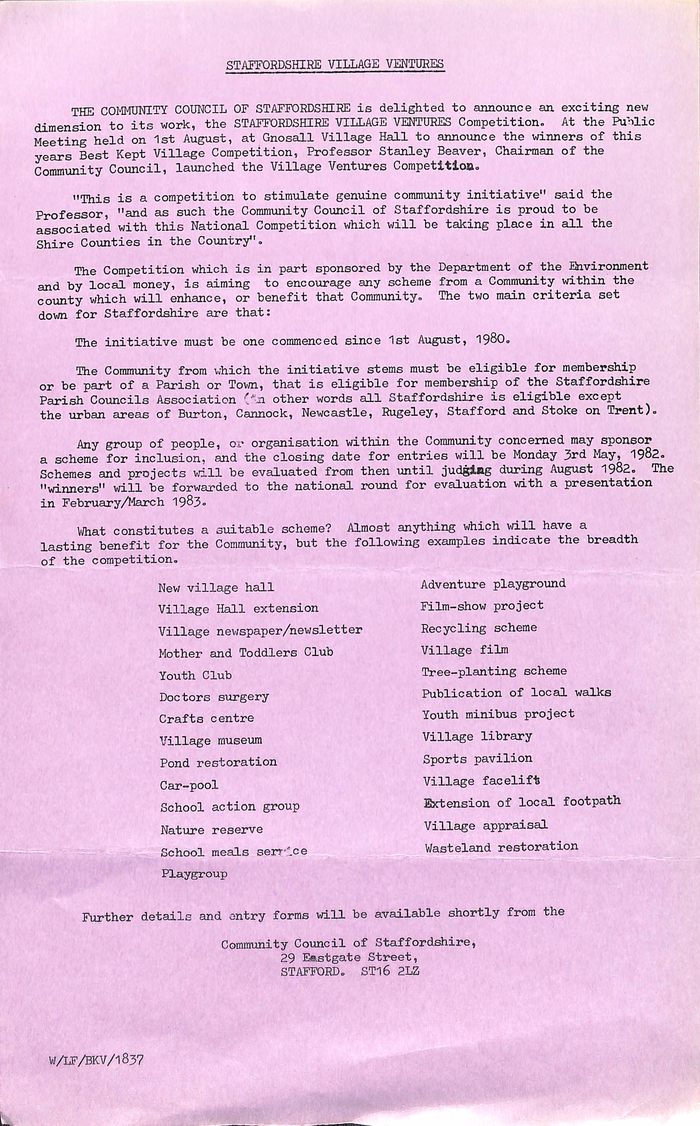 STAFFORDSHIRE VILLAGE VENTURES
THE COMMUNITY COUNCIL OF STAFFORDSHIRE is delighted to announce an exciting new
dimension to its work, the STAFFORDSHIRE VILLAGE VENTURES Competition. At the Public
Meeting held on 1st August, at Gnosall Village Hall to announce the winners of this
years Best Kept Village Competition, Professor Stanley Beaver, Chairman of the
Community Council, launched the Village Ventures Competition.
"This is a competition to stimulate genuine community initiative" said the
Professor, "and as such the Community Council of Staffordshire is proud to be
associated with this National Competition which will be taking place in all the
Shire Counties in the Country".
The Competition which is in part sponsored by the Department of the Environment
and by local money, is aiming to encourage any scheme from a Community within the
county which will enhance, or benefit that Community. The two main criteria set
down for Staffordshire are that:
The initiative must be one commenced since 1st August, 1980.
The Community from which the initiative stems must be eligible for membership
or be part of a Parish or Town, that is eligible for membership of the Staffordshire
Parish Councils Association (in other words all Staffordshire is eligible except
the urban areas of Burton, Cannock, Newcastle, Rugeley, Stafford and Stoke on Trent).
Any group of people, or organisation within the Community concerned may sponsor
a scheme for inclusion, and the closing date for entries will be Monday 3rd May, 1982.
Schemes and projects will be evaluated from then until judging during August 1982. The
"winners" will be forwarded to the national round for evaluation with a presentation
in February/March 1983.
What constitutes a suitable scheme? Almost anything which will have a
lasting benefit for the Community, but the following examples indicate the breadth
of the competition.
New village hall
Village Hall extension
Village newspaper/newsletter
Mother and Toddlers Club
Youth Club
Doctors surgery
Crafts centre
Village museum
Pond restoration
Car-pool
School action group
Nature reserve
School meals service
Playgroup
Adventure playground
Film-show project
Recycling scheme
Village film
Tree-planting scheme
Publication of local walks
Youth minibus project
Village library
Sports pavilion
Village facelift
Extension of local footpath
Village appraisal
Wasteland restoration
Further details and entry forms will be available shortly from the
Community Council of Staffordshire,
29 Eastgate Street,
STAFFORD. ST16 2LZ
W/LF/BKV/1837